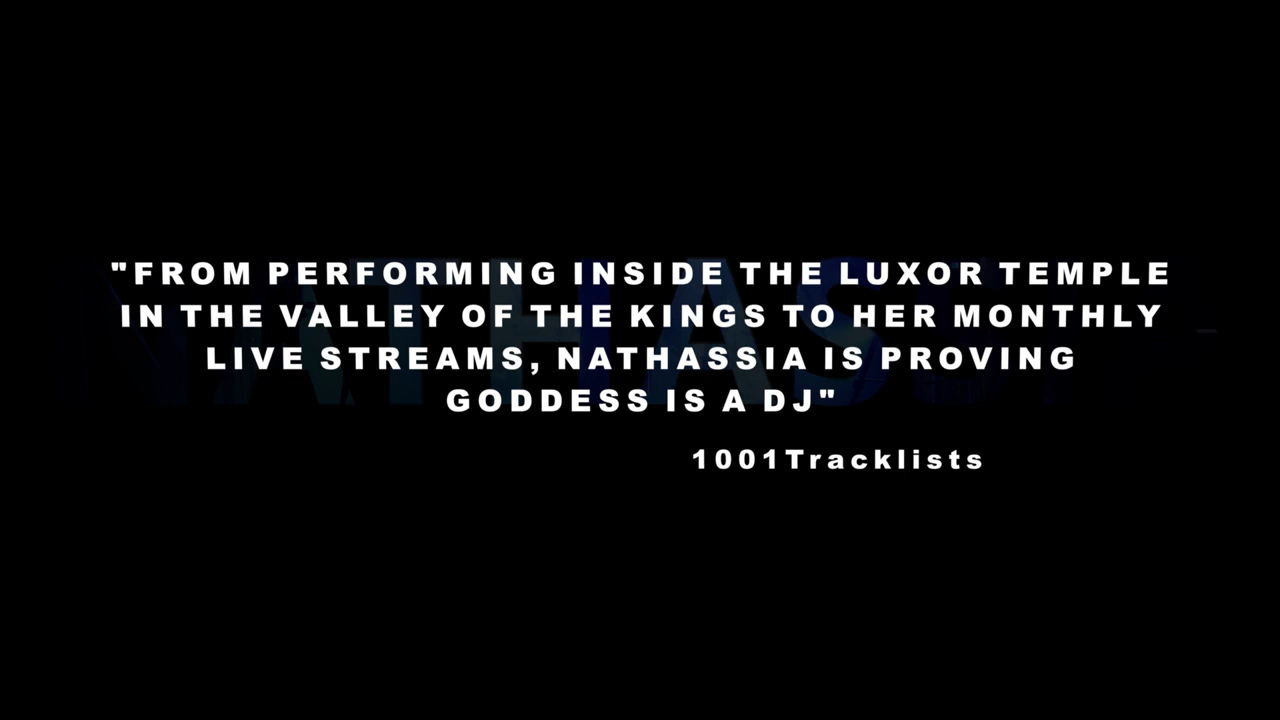 "FROM PERFORMING INSIDE THE LUXOR TEMPLE
IN THE VALLEY OF THE KINGS TO HER MONTHLY
LIVE STREAMS, NATHASSIA IS PROVING
GODDESS IS A DJ"
1001Tracklists